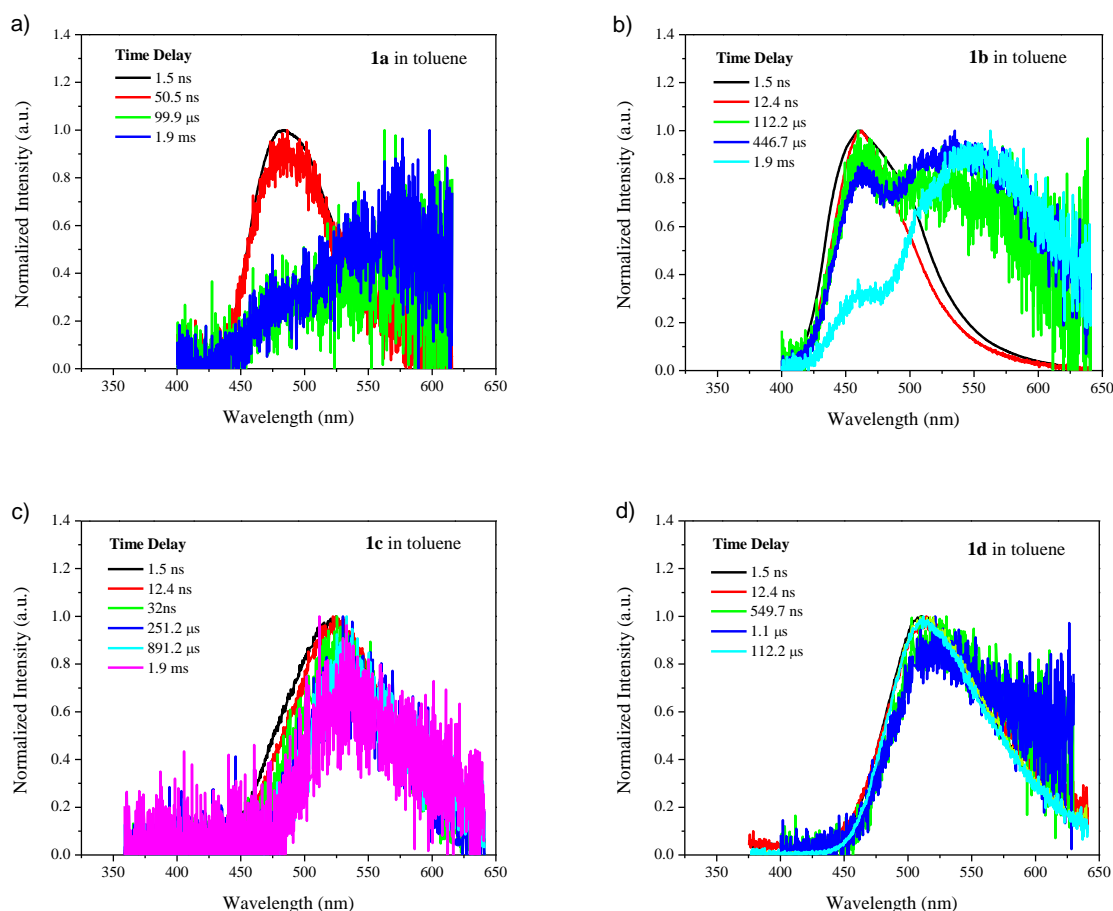 a)
1.4
1.2
1.0
0.8
0.6
0.4
0.2
0.0
Normalized Intensity (a.u.)
Time Delay
1.5 ns
50.5 ns
99.9 µs
1.9 ms
1a in toluene
350 400 450 500 550 600 650
Wavelength (nm)
b)
1.4
1.2
1.0
0.8
0.6
0.4
0.2
0.0
Normalized Intensity (a.u.)
Time Delay
1.5 ns
12.4 ns
112.2 µs
446.7 µs
1.9 ms
1b in toluene
350 400 450 500 550 600 650
Wavelength (nm)
c)
1.4
1.2
1.0
0.8
0.6
0.4
0.2
0.0
Normalized Intensity (a.u.)
Time Delay
1.5 ns
12.4 ns
32ns
251.2 µs
891.2 µs
1.9 ms
1c in toluene
350 400 450 500 550 600 650
Wavelength (nm)
d)
1.4
1.2
1.0
0.8
0.6
0.4
0.2
0.0
Normalized Intensity (a.u.)
Time Delay
1.5 ns
12.4 ns
549.7 ns
1.1 µs
112.2 µs
1d in toluene
350 400 450 500 550 600 650
Wavelength (nm)